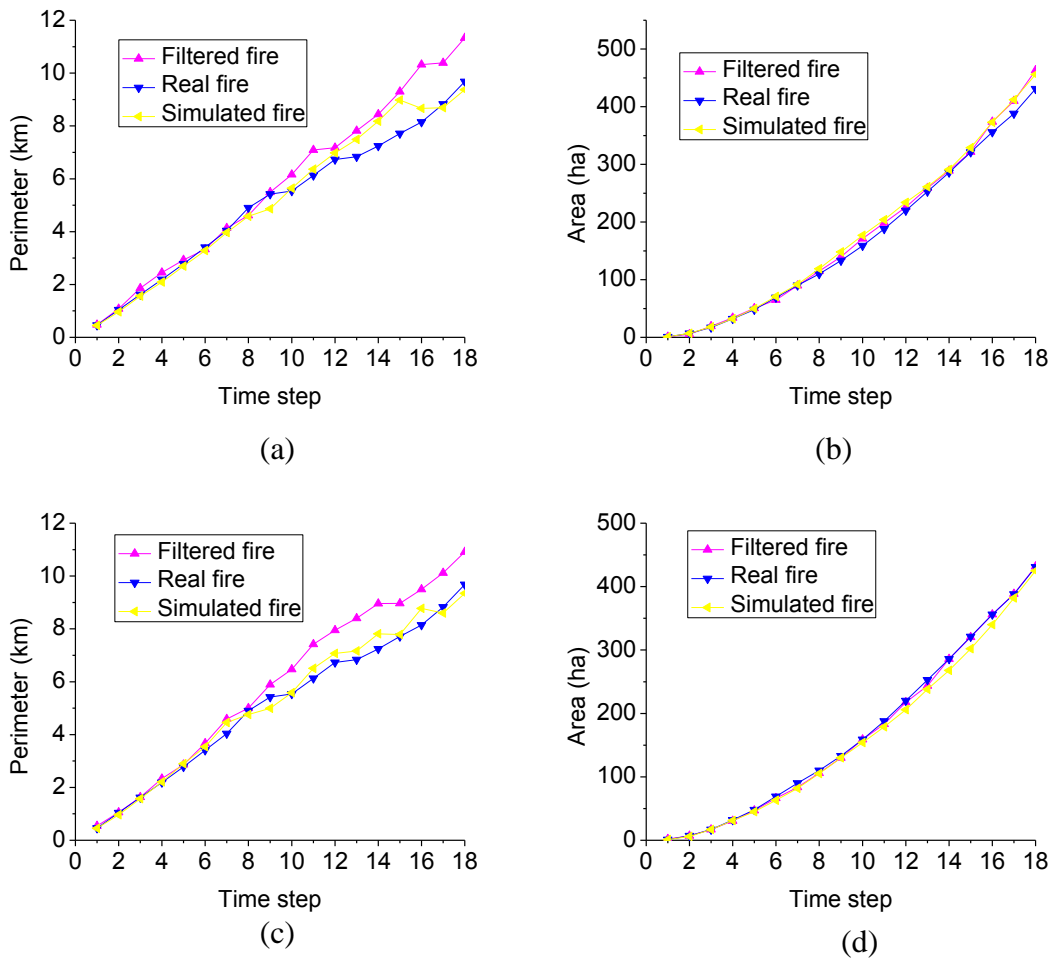 12
10
8
6
4
2
0
Perimeter (km)
Filtered fire
Real fire
Simulated fire
0 2 4 6 8 10 12 14 16 18
Time step
(a)
500
400
300
200
100
0
Area (ha)
Filtered fire
Real fire
Simulated fire
0 2 4 6 8 10 12 14 16 18
Time step
(b)
12
10
8
6
4
2
0
Perimeter (km)
Filtered fire
Real fire
Simulated fire
0 2 4 6 8 10 12 14 16 18
Time step
(c)
500
400
300
200
100
0
Area (ha)
Filtered fire
Real fire
Simulated fire
0 2 4 6 8 10 12 14 16 18
Time step
(d)